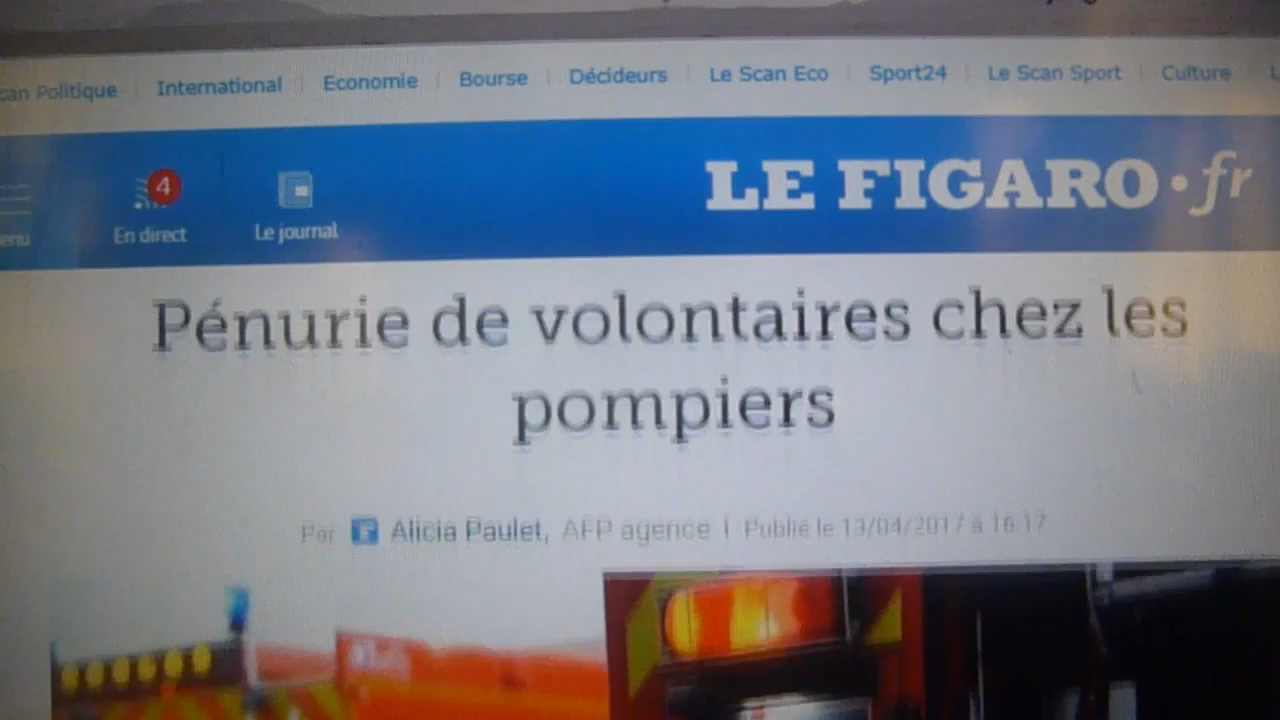 can Politique International Economie Bourse Décideurs Le Scan Eco Sport24 Le Scan Sport Culture
4
enu En direct Le journal
LE FIGARO·fr
Pénurie de volontaires chez les
pompiers
Par Alicia Paulet, AFP agence | Publié le 13/04/2017 à 16:17